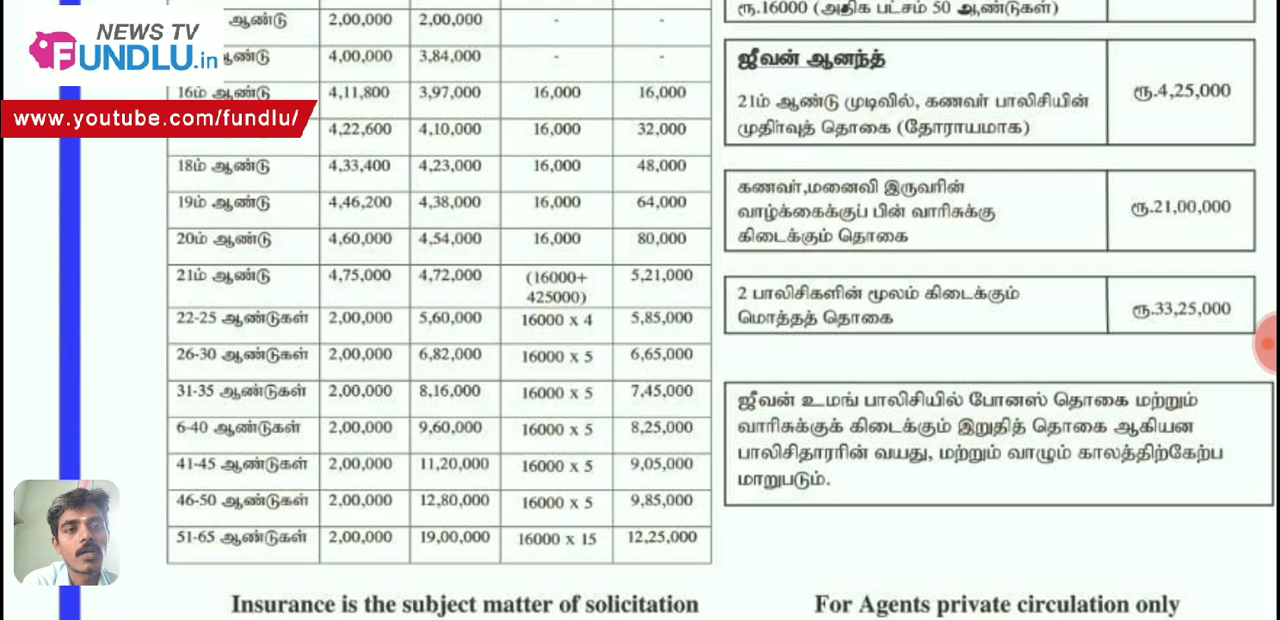 NEWS TV
FUNDLU.in
www.youtube.com/fundlu/
ஆண்டு 2,00,000 2,00,000 - -
ஆண்டு 4,00,000 3,84,000 - -
16ம் ஆண்டு 4,11,800 3,97,000 16,000 16,000
4,22,600 4,10,000 16,000 32,000
18ம் ஆண்டு 4,33,400 4,23,000 16,000 48,000
19ம் ஆண்டு 4,46,200 4,38,000 16,000 64,000
20ம் ஆண்டு 4,60,000 4,54,000 16,000 80,000
21ம் ஆண்டு 4,75,000 4,72,000 (16000+ 5,21,000
425000)
22-25 ஆண்டுகள் 2,00,000 5,60,000 16000 x 4 5,85,000
26-30 ஆண்டுகள் 2,00,000 6,82,000 16000 x 5 6,65,000
31-35 ஆண்டுகள் 2,00,000 8,16,000 16000 x 5 7,45,000
6-40 ஆண்டுகள் 2,00,000 9,60,000 16000 x 5 8,25,000
41-45 ஆண்டுகள் 2,00,000 11,20,000 16000 x 5 9,05,000
46-50 ஆண்டுகள் 2,00,000 12,80,000 16000 x 5 9,85,000
51-65 ஆண்டுகள் 2,00,000 19,00,000 16000 x 15 12,25,000
ரூ.16000 (அதிக பட்சம் 50 ஆண்டுகள்)
ஜீவன் ஆனந்த்
21ம் ஆண்டு முடிவில், கணவர் பாலிசியின்
முதிர்வுத் தொகை (தோராயமாக)
ரூ.4,25,000
கணவர்,மனைவி இருவரின்
வாழ்க்கைக்குப் பின் வாரிசுக்கு
கிடைக்கும் தொகை
ரூ.21,00,000
2 பாலிசிகளின் மூலம் கிடைக்கும்
மொத்தத் தொகை
ரூ.33,25,000
ஜீவன் உமங் பாலிசியில் போனஸ் தொகை மற்றும்
வாரிசுக்குக் கிடைக்கும் இறுதித் தொகை ஆகியன
பாலிசிதாரரின் வயது, மற்றும் வாழும் காலத்திற்கேற்ப
மாறுபடும்.
Insurance is the subject matter of solicitation
For Agents private circulation only